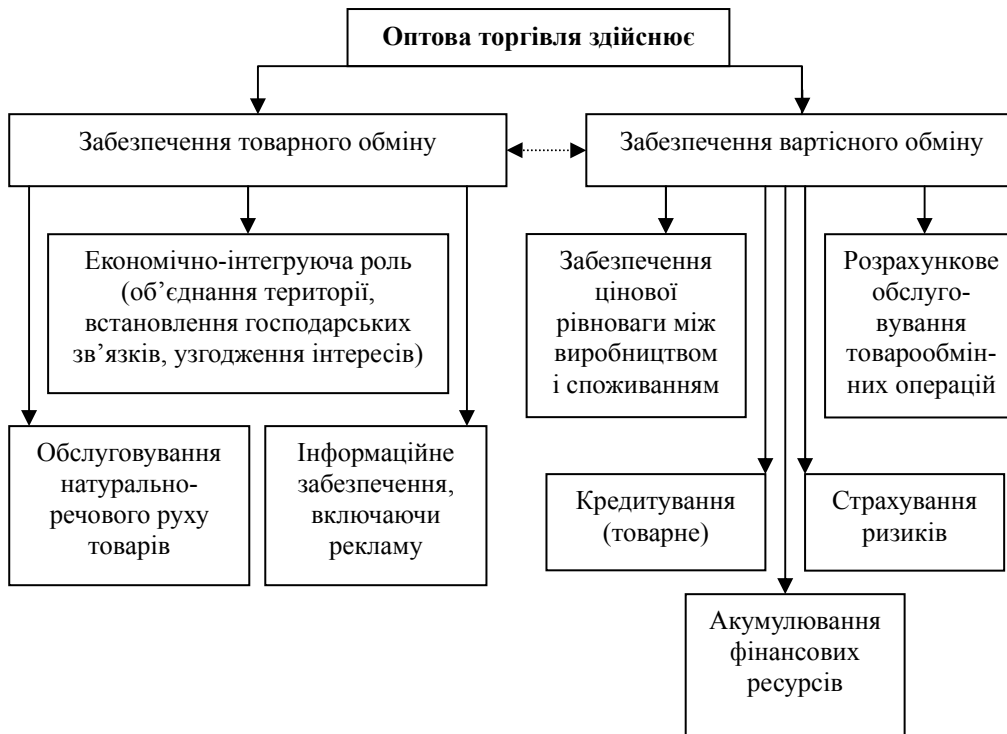 Оптова торгівля здійснює
Забезпечення товарного обміну
Забезпечення вартісного обміну
Економічно-інтегруюча роль
(об’єднання території,
встановлення господарських
зв’язків, узгодження інтересів)
Забезпечення
цінової
рівноваги між
виробництвом
і споживанням
Розрахункове
обслуго-
вування
товарообмін-
них операцій
Обслуговування
натурально-
речового руху
товарів
Інформаційне
забезпечення,
включаючи
рекламу
Кредитування
(товарне)
Страхування
ризиків
Акумулювання
фінансових
ресурсів